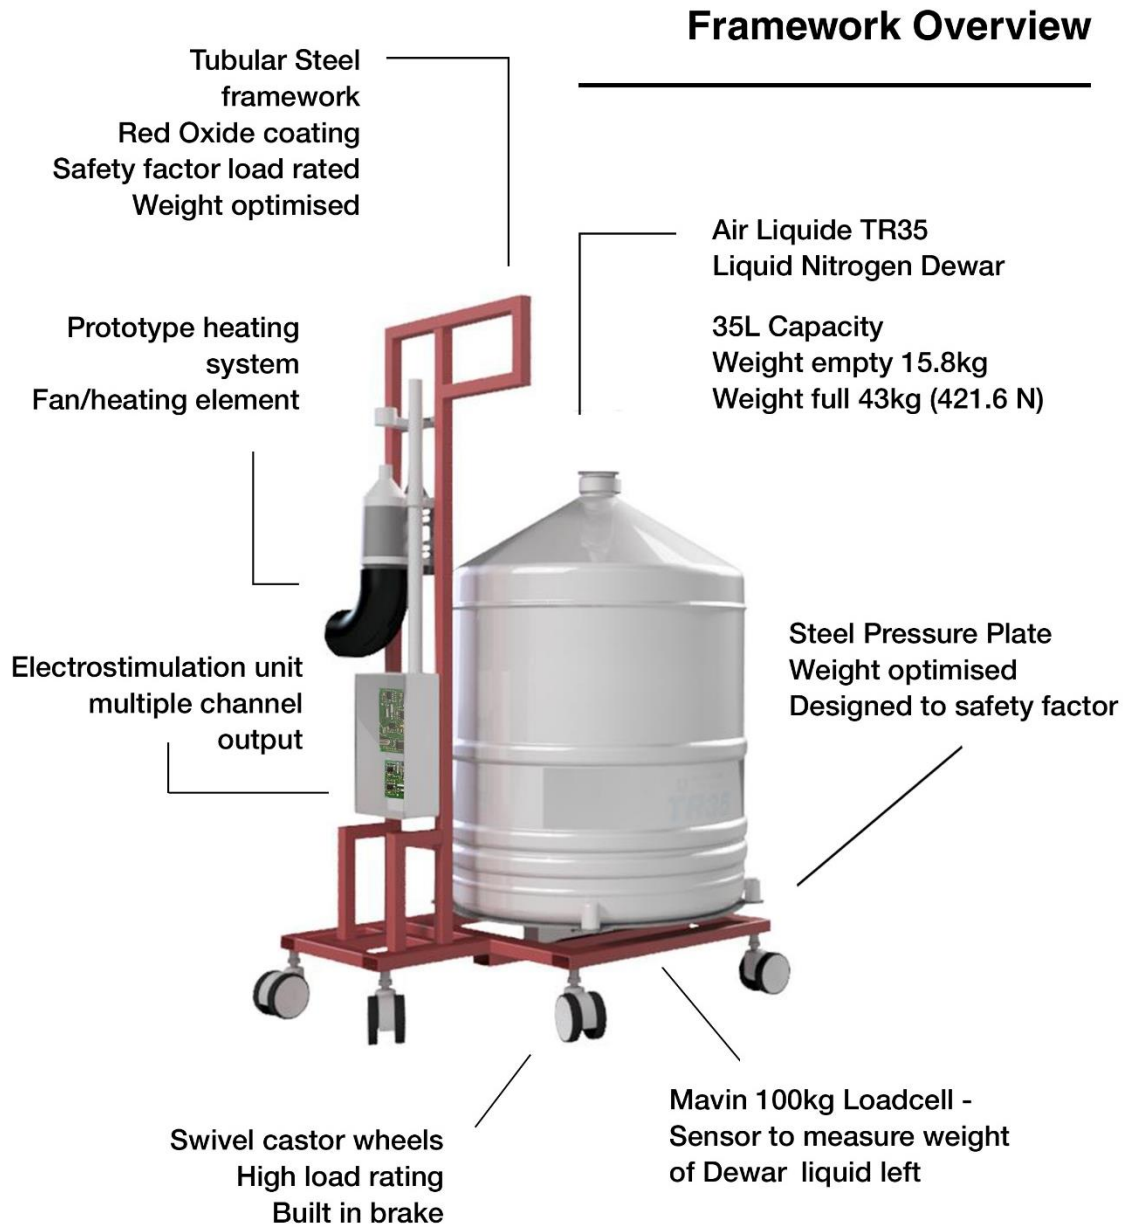 Framework Overview
Tubular Steel
framework
Red Oxide coating
Safety factor load rated
Weight optimised
Air Liquide TR35
Liquid Nitrogen Dewar
35L Capacity
Weight empty 15.8kg
Weight full 43kg (421.6 N)
Prototype heating
system
Fan/heating element
Steel Pressure Plate
Weight optimised
Designed to safety factor
Electrostimulation unit
multiple channel
output
TR35
Mavin 100kg Loadcell -
Sensor to measure weight
of Dewar liquid left
Swivel castor wheels
High load rating
Built in brake